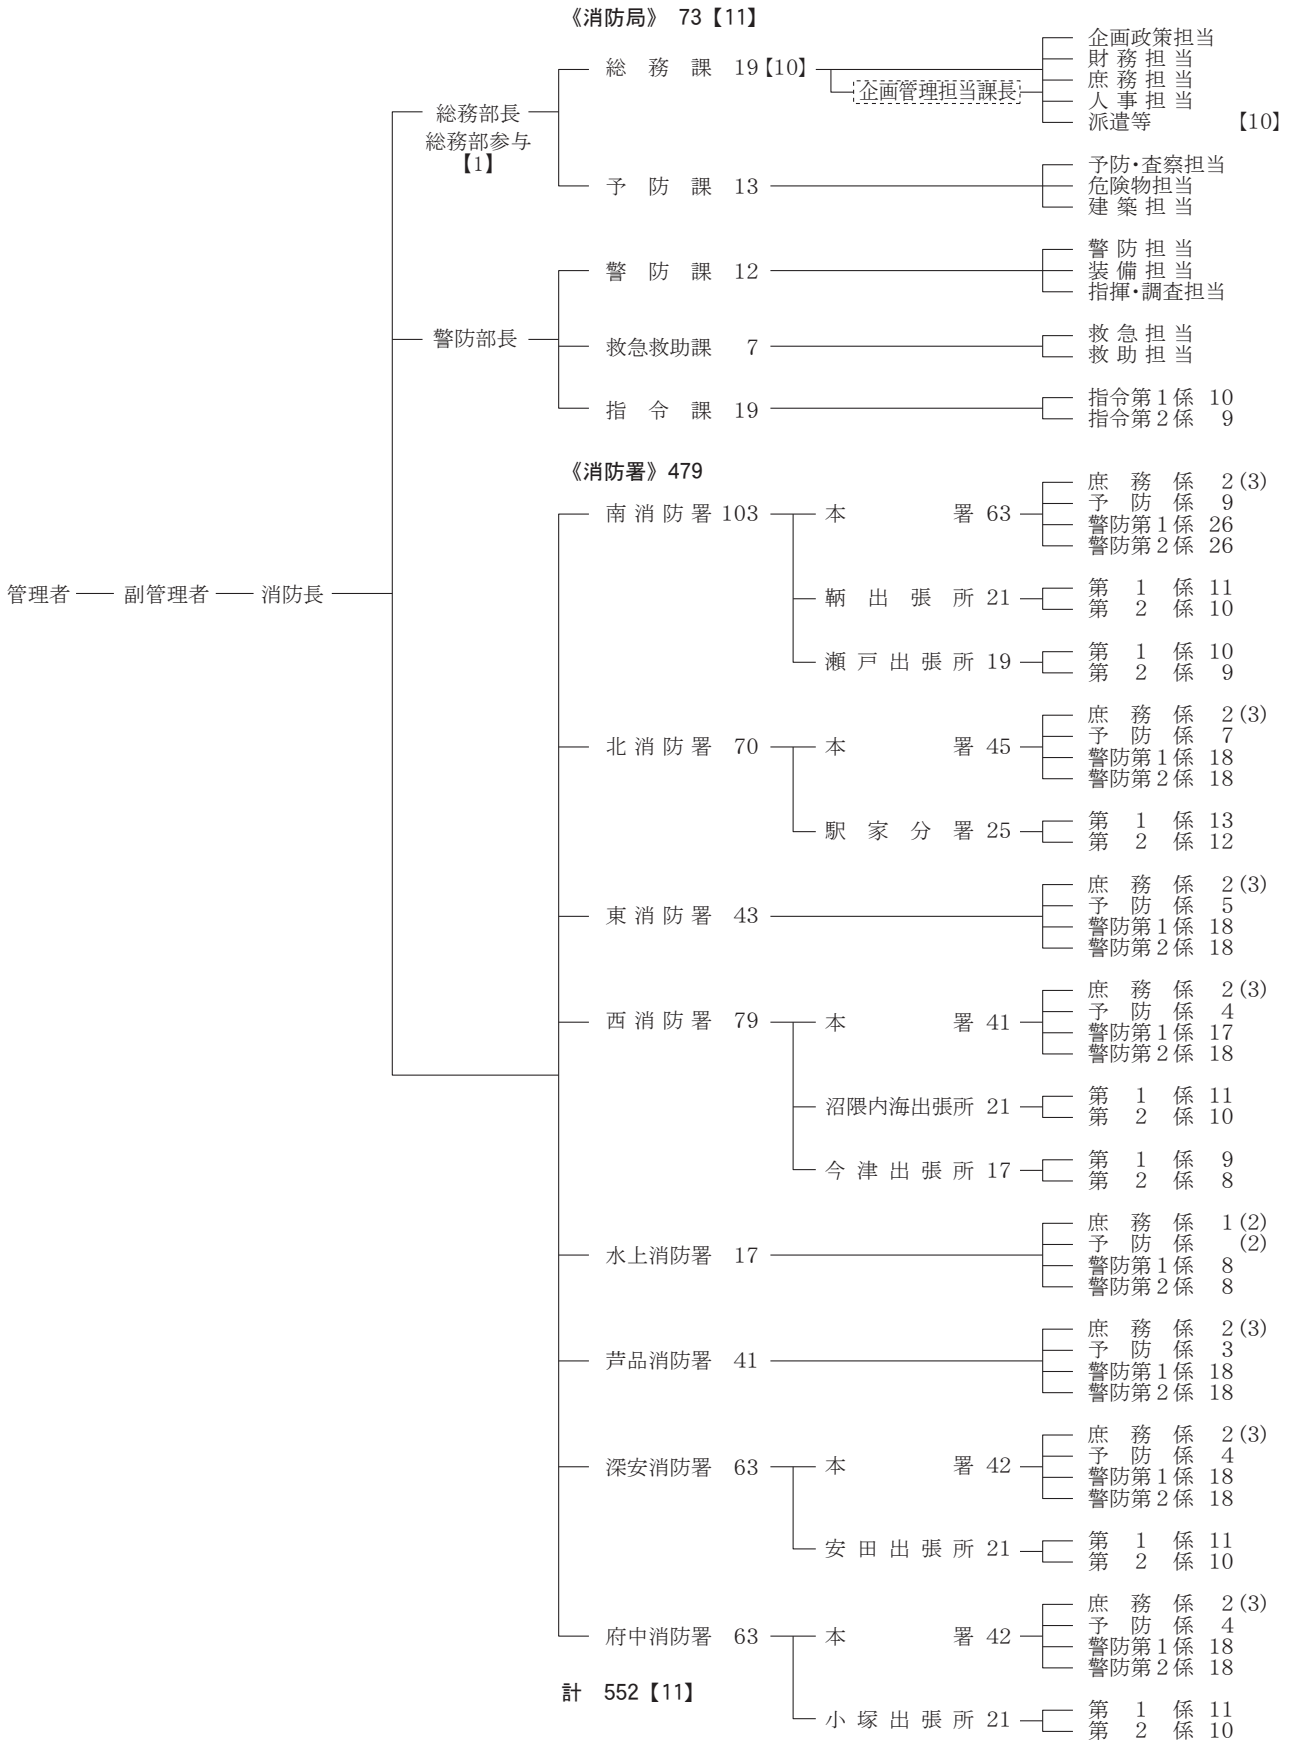 《消防局》 73【11】
企画政策担当
総務課 19【10】
財務担当
庶務担当
企画管理担当課長
人事担当
派遣等 【10】
総務部長
総務部参与
【1】
予防課 13
予防・査察担当
危険物担当
建築担当
警防課 12
警防担当
装備担当
指揮・調査担当
警防部長
救急救助課 7
救急担当
救助担当
指令課 19
指令第1係 10
指令第2係 9
《消防署》479
南消防署 103
本署 63
庶務係 2(3)
予防係 9
警防第1係 26
警防第2係 26
管理者 副管理者 消防長
鞆出張所 21
第1係 11
第2係 10
瀬戸出張所 19
第1係 10
第2係 9
北消防署 70
本署 45
庶務係 2(3)
予防係 7
警防第1係 18
警防第2係 18
駅家分署 25
第1係 13
第2係 12
東消防署 43
庶務係 2(3)
予防係 5
警防第1係 18
警防第2係 18
西消防署 79
本署 41
庶務係 2(3)
予防係 4
警防第1係 17
警防第2係 18
沼隈内海出張所 21
第1係 11
第2係 10
今津出張所 17
第1係 9
第2係 8
水上消防署 17
庶務係 1(2)
予防係 (2)
警防第1係 8
警防第2係 8
芦品消防署 41
庶務係 2(3)
予防係 3
警防第1係 18
警防第2係 18
深安消防署 63
本署 42
庶務係 2(3)
予防係 4
警防第1係 18
警防第2係 18
安田出張所 21
第1係 11
第2係 10
府中消防署 63
本署 42
庶務係 2(3)
予防係 4
警防第1係 18
警防第2係 18
計 552【11】
小塚出張所 21
第1係 11
第2係 10